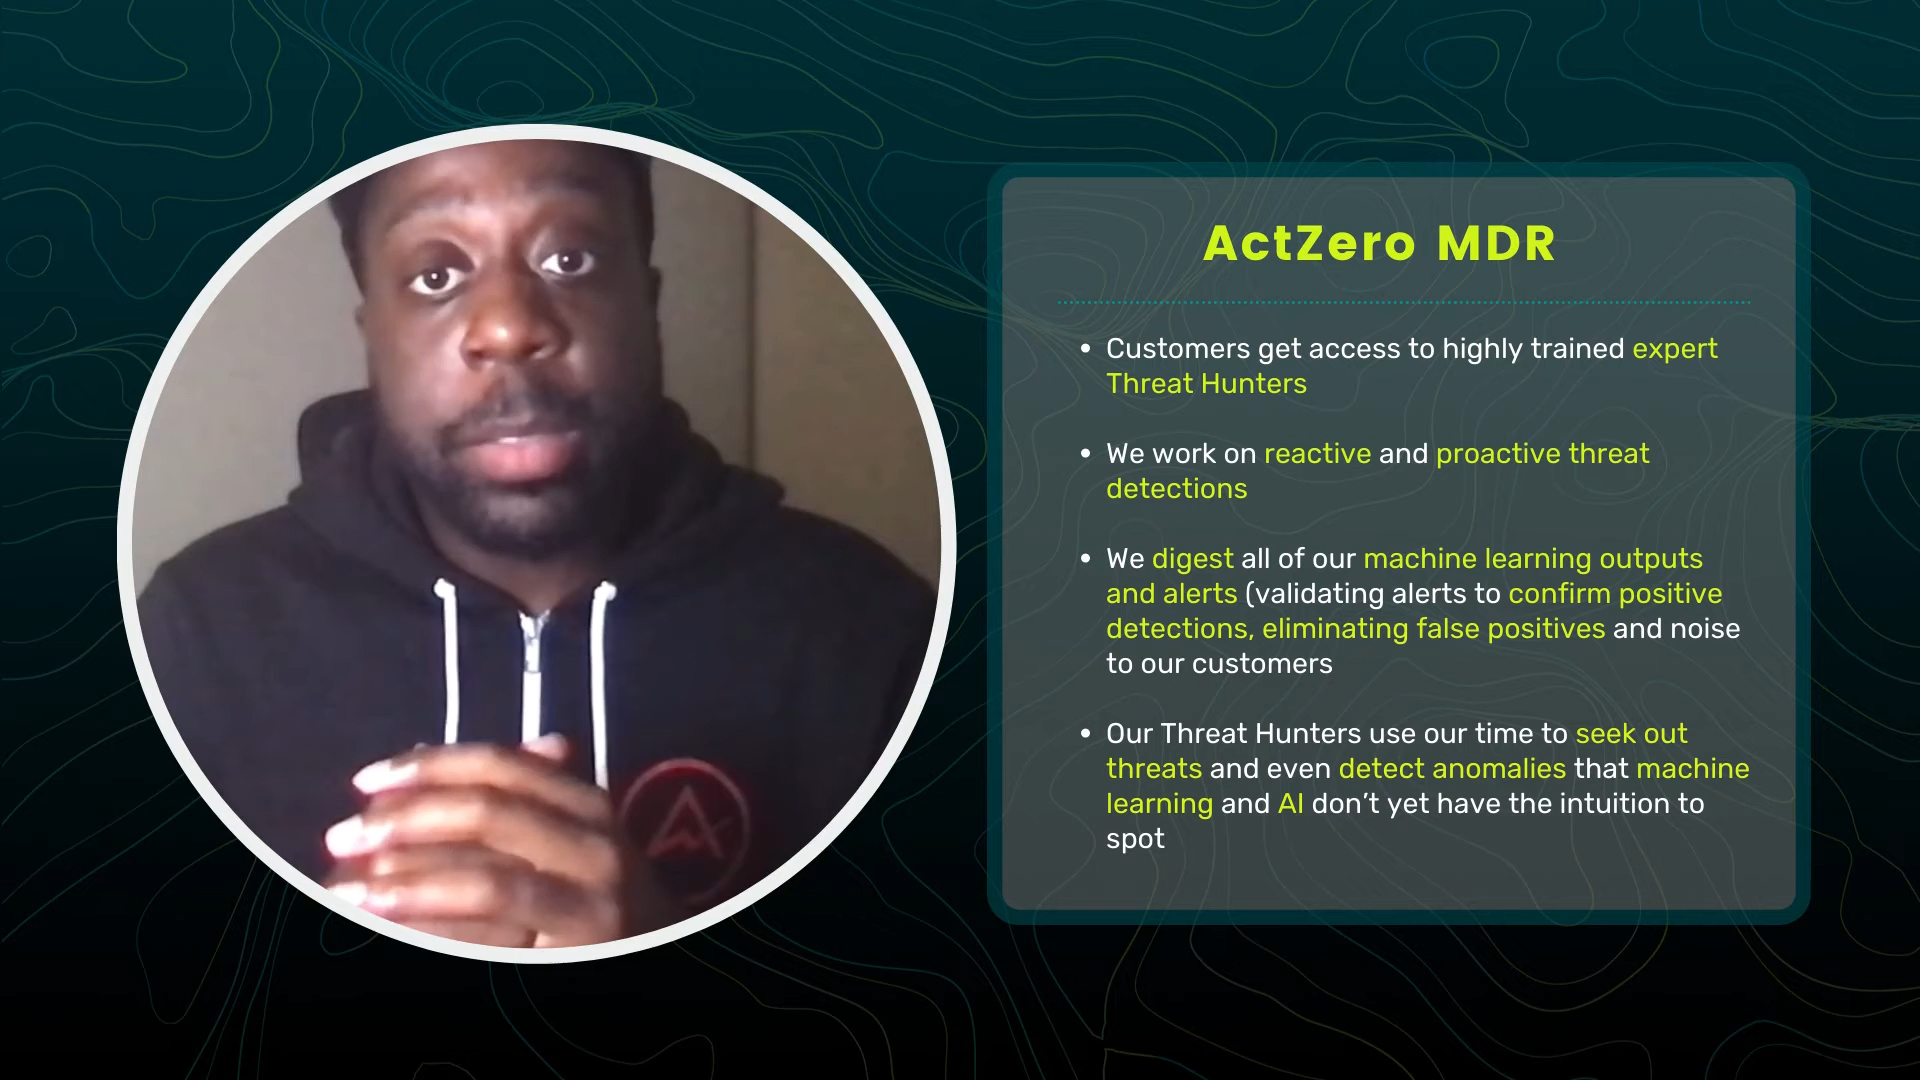 ActZero MDR
• Customers get access to highly trained expert
Threat Hunters
• We work on reactive and proactive threat
detections
• We digest all of our machine learning outputs
and alerts (validating alerts to confirm positive
detections, eliminating false positives and noise
to our customers
• Our Threat Hunters use our time to seek out
threats and even detect anomalies that machine
learning and AI don’t yet have the intuition to
spot